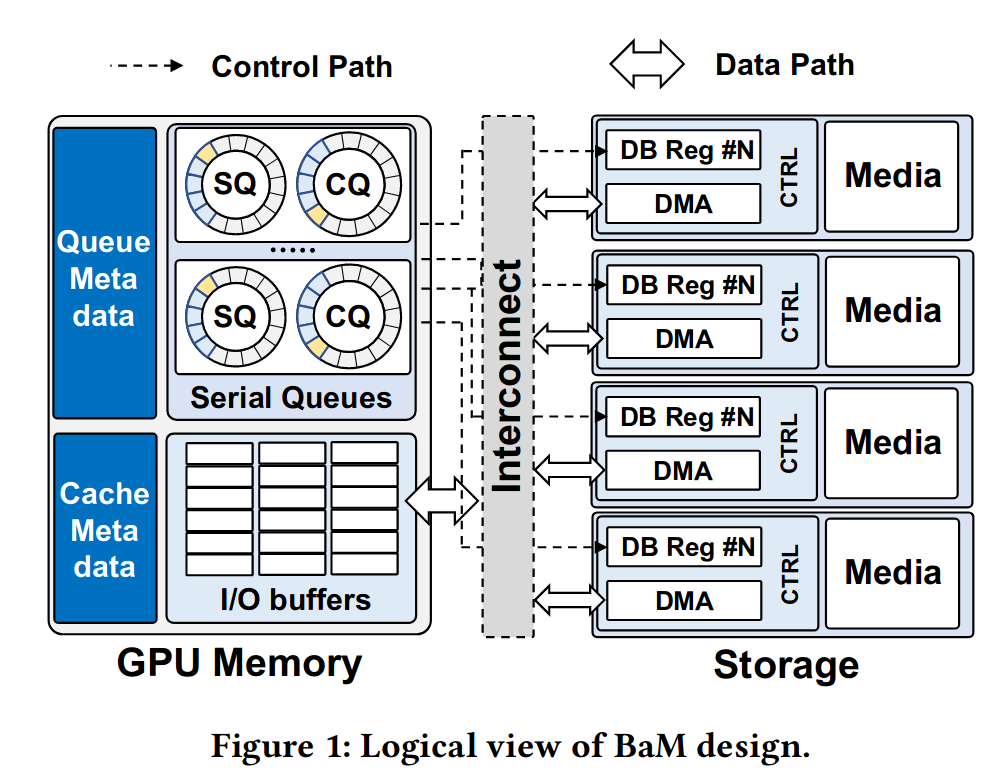 Control Path
Data Path
Queue
Meta
data
SQ
CQ
SQ
CQ
Serial Queues
Cache
Meta
data
I/O buffers
GPU Memory
Interconnect
DB Reg #N
DMA
CTRL
Media
DB Reg #N
DMA
CTRL
Media
DB Reg #N
DMA
CTRL
Media
DB Reg #N
DMA
CTRL
Media
Storage
Figure 1: Logical view of BaM design.